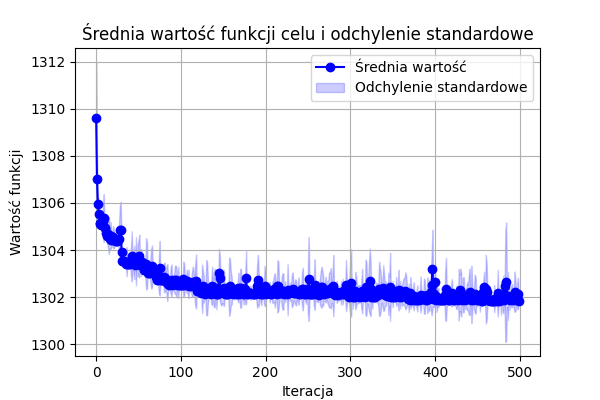 Średnia wartość funkcji celu i odchylenie standardowe
Średnia wartość
Odchylenie standardowe
Wartość funkcji
1312
1310
1308
1306
1304
1302
1300
0 100 200 300 400 500
Iteracja